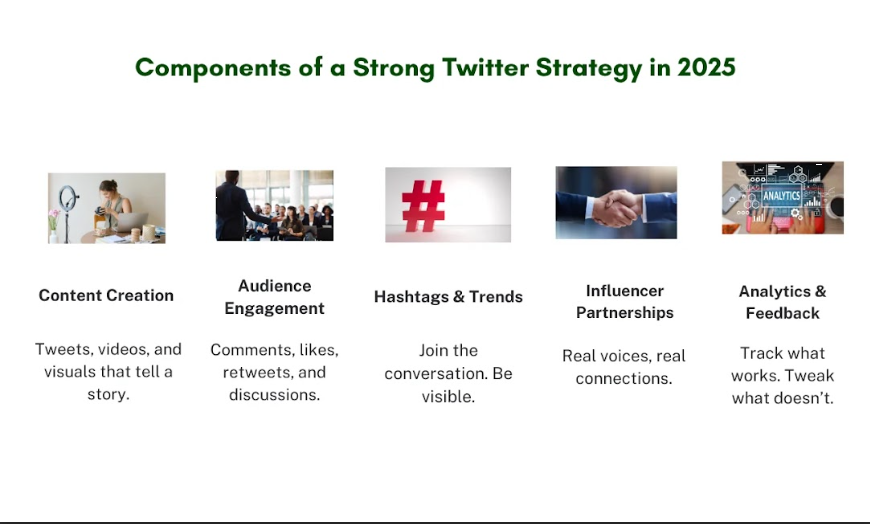 Components of a Strong Twitter Strategy in 2025
#
ANALYTICS
Content Creation
Tweets, videos, and
visuals that tell a
story.
Audience
Engagement
Comments, likes,
retweets, and
discussions.
Hashtags & Trends
Join the
conversation. Be
visible.
Influencer
Partnerships
Real voices, real
connections.
Analytics &
Feedback
Track what
works. Tweak
what doesn’t.